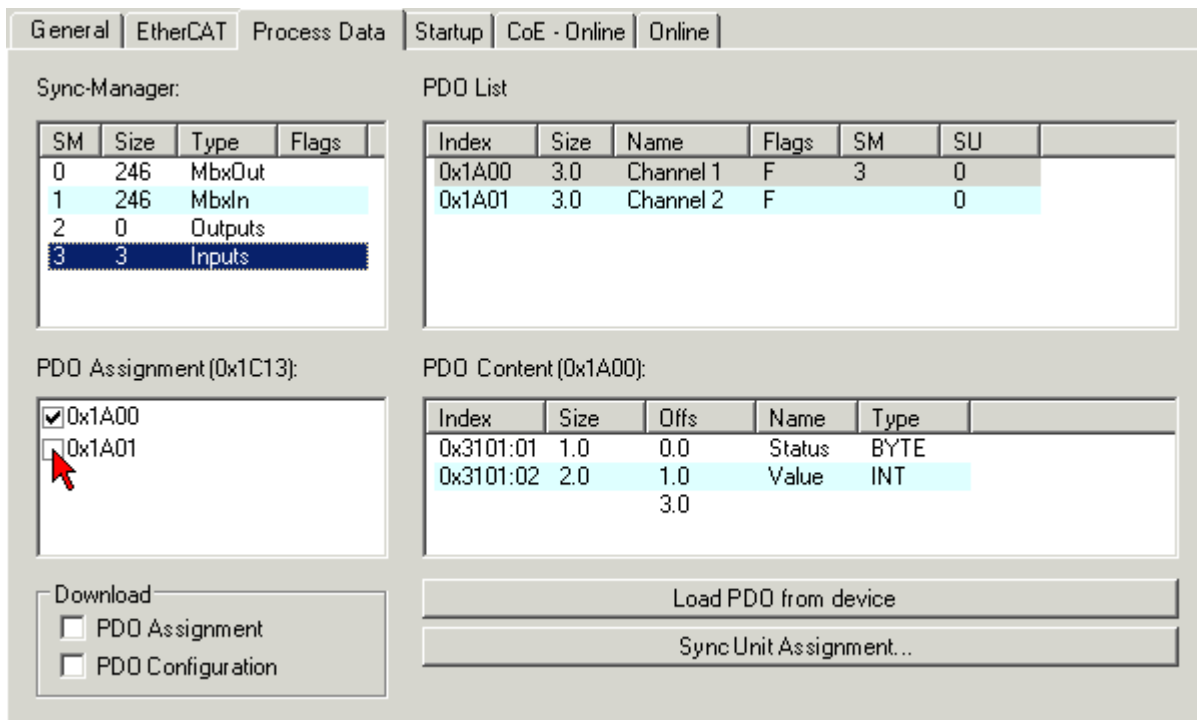 General EtherCAT Process Data Startup CoE - Online Online
Sync-Manager:
SM Size Type Flags
0 246 MbxOut
1 246 MbxIn
2 0 Outputs
3 3 Inputs
PDO List
Index Size Name Flags SM SU
0x1A00 3.0 Channel 1 F 3 0
0x1A01 3.0 Channel 2 F 0
PDO Assignment (0x1C13):
0x1A00
0x1A01
PDO Content (0x1A00):
Index Size Offs Name Type
0x3101:01 1.0 0.0 Status BYTE
0x3101:02 2.0 1.0 Value INT
3.0
Download
PDO Assignment
PDO Configuration
Load PDO from device
Sync Unit Assignment...